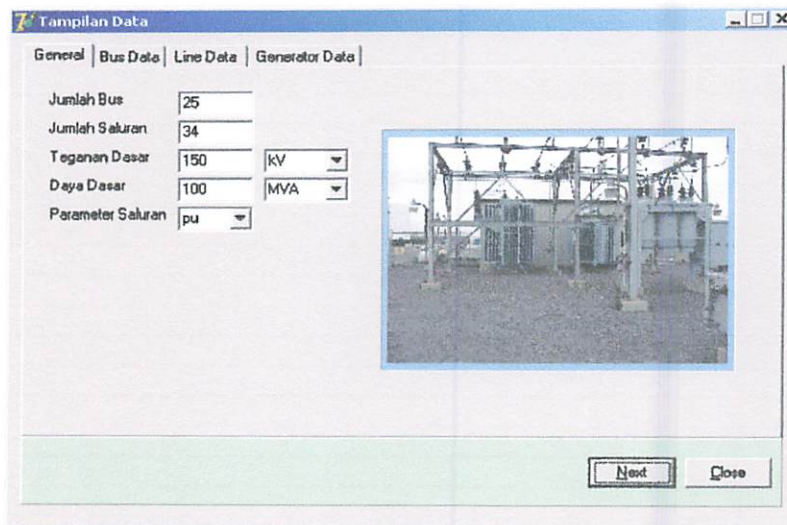 Tampilan Data
General Bus Data Line Data Generator Data
Jumlah Bus 25
Jumlah Saluran 34
Teganan Dasar 150 kV
Daya Dasar 100 MVA
Parameter Saluran pu
Next Close